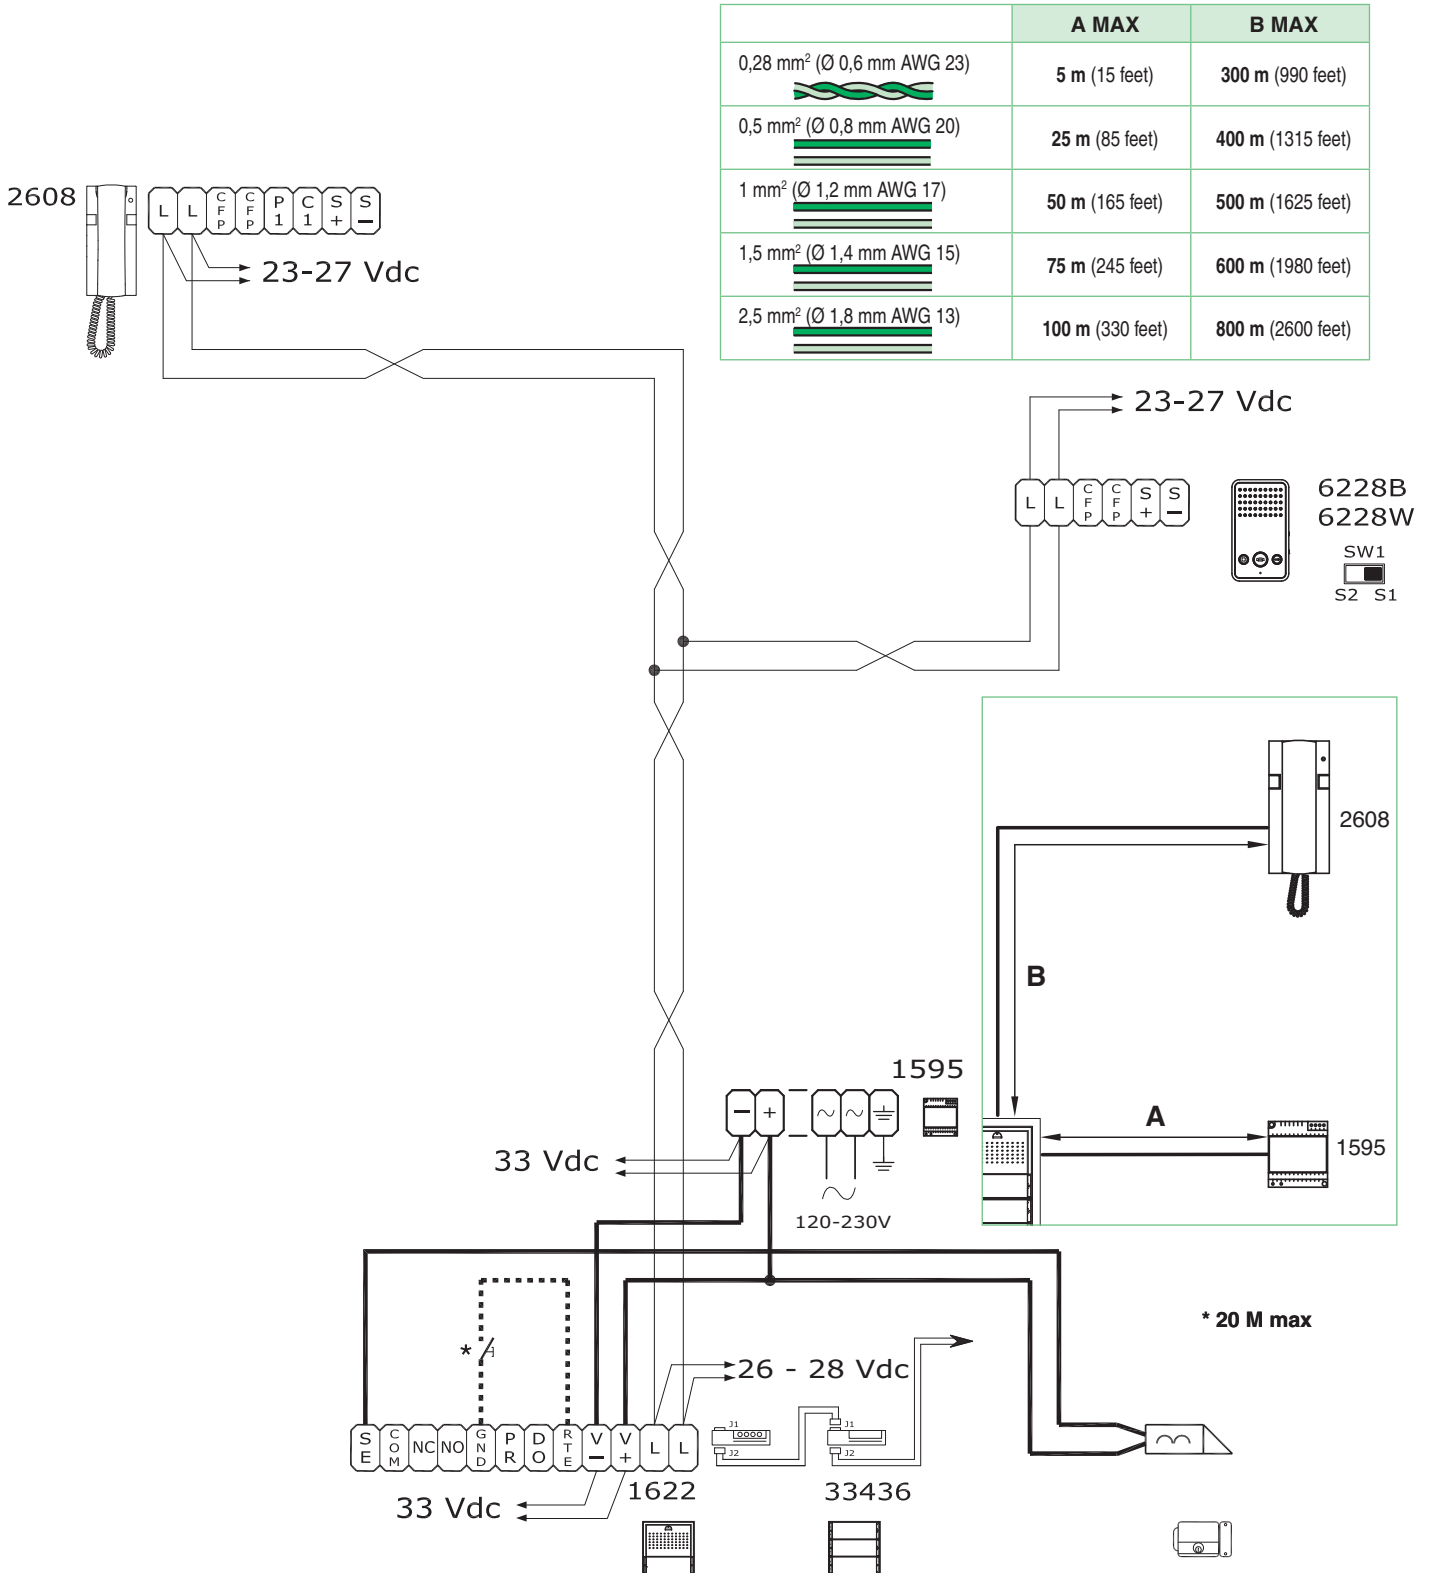 A MAX B MAX
0,28 mm² (Ø 0,6 mm AWG 23) 5 m (15 feet) 300 m (990 feet)
0,5 mm² (Ø 0,8 mm AWG 20) 25 m (85 feet) 400 m (1315 feet)
1 mm² (Ø 1,2 mm AWG 17) 50 m (165 feet) 500 m (1625 feet)
1,5 mm² (Ø 1,4 mm AWG 15) 75 m (245 feet) 600 m (1980 feet)
2,5 mm² (Ø 1,8 mm AWG 13) 100 m (330 feet) 800 m (2600 feet)
2608
L L CFP CFP P1 C1 S+ S–
23-27 Vdc
23-27 Vdc
L L CFP CFP S+ S–
6228B
6228W
SW1
S2 S1
2608
B
A
1595
1595
– + ~ ~
33 Vdc
120-230V
* 20 M max
*
26 - 28 Vdc
SE COM NC NO GND PR DO RTE V– V+ L L
J1
J2
J1
J2
33 Vdc
1622
33436